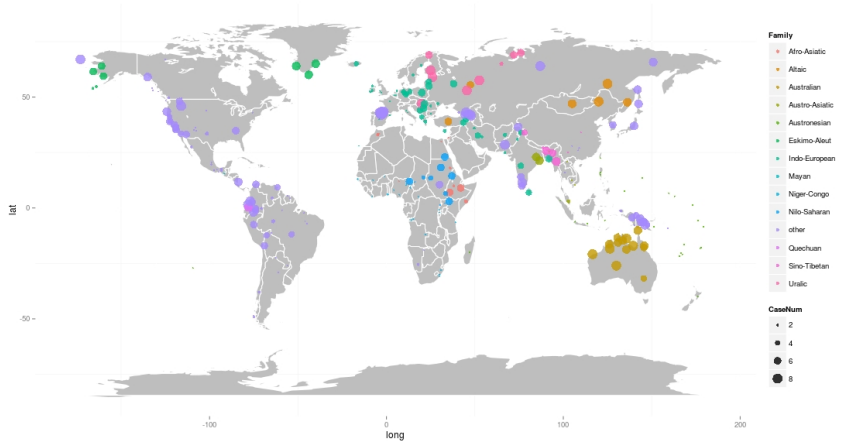 50
0
-50
lat
-100
0
100
200
long
Family
Afro-Asiatic
Altaic
Australian
Austro-Asiatic
Austronesian
Eskimo-Aleut
Indo-European
Mayan
Niger-Congo
Nilo-Saharan
other
Quechuan
Sino-Tibetan
Uralic
CaseNum
2
4
6
8